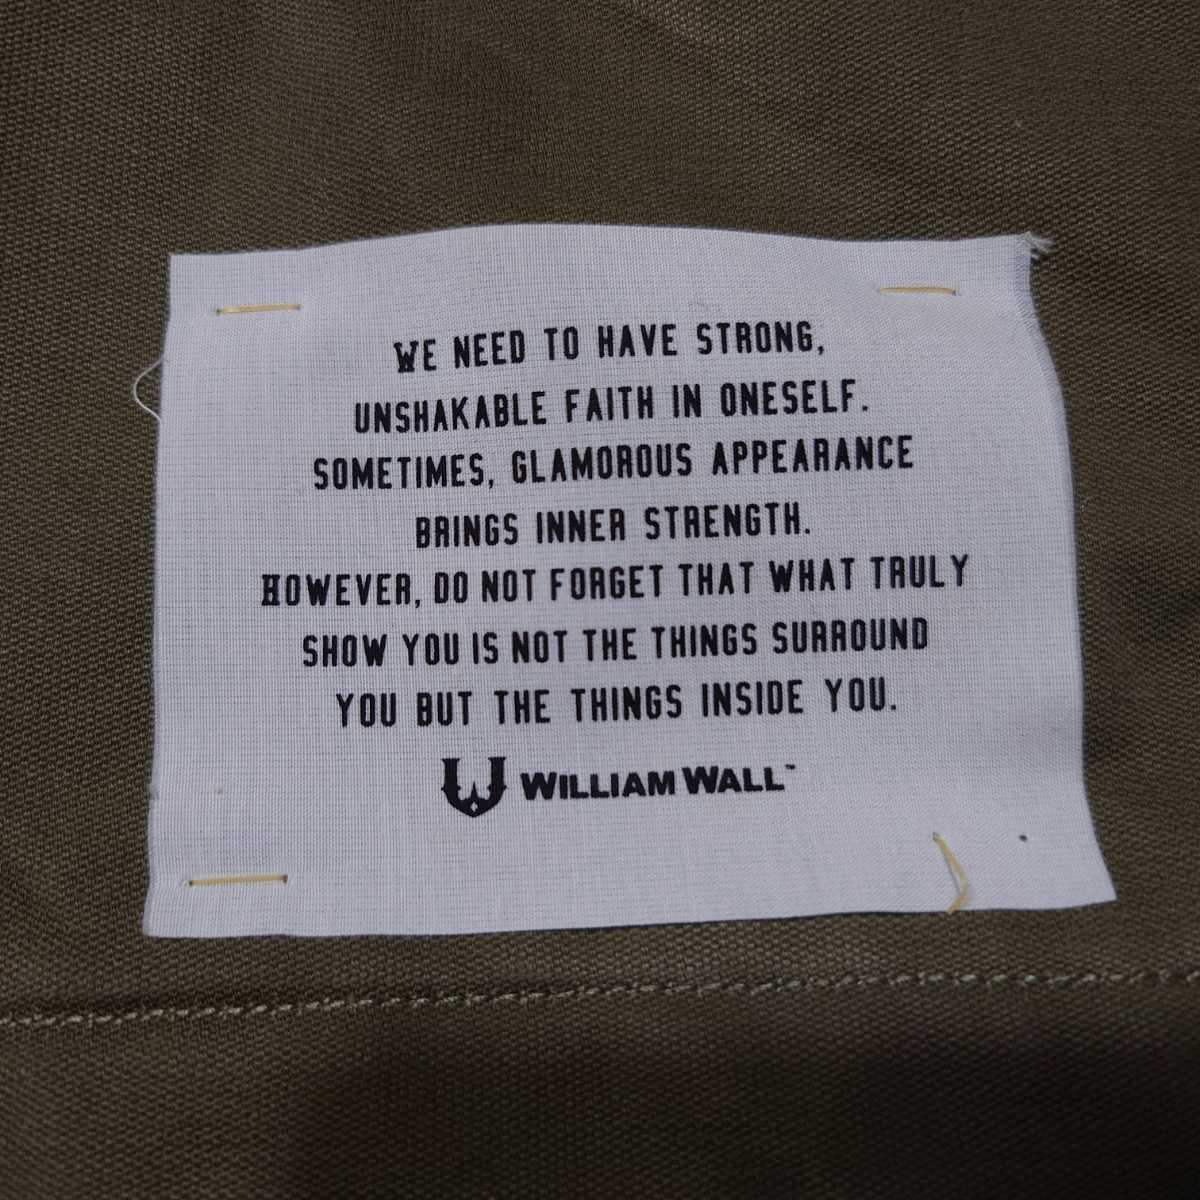 WE NEED TO HAVE STRONG,
UNSHAKABLE FAITH IN ONESELF.
SOMETIMES, GLAMOROUS APPEARANCE
BRINGS INNER STRENGTH.
HOWEVER, DO NOT FORGET THAT WHAT TRULY
SHOW YOU IS NOT THE THINGS SURROUND
YOU BUT THE THINGS INSIDE YOU.
WILLIAM WALL™